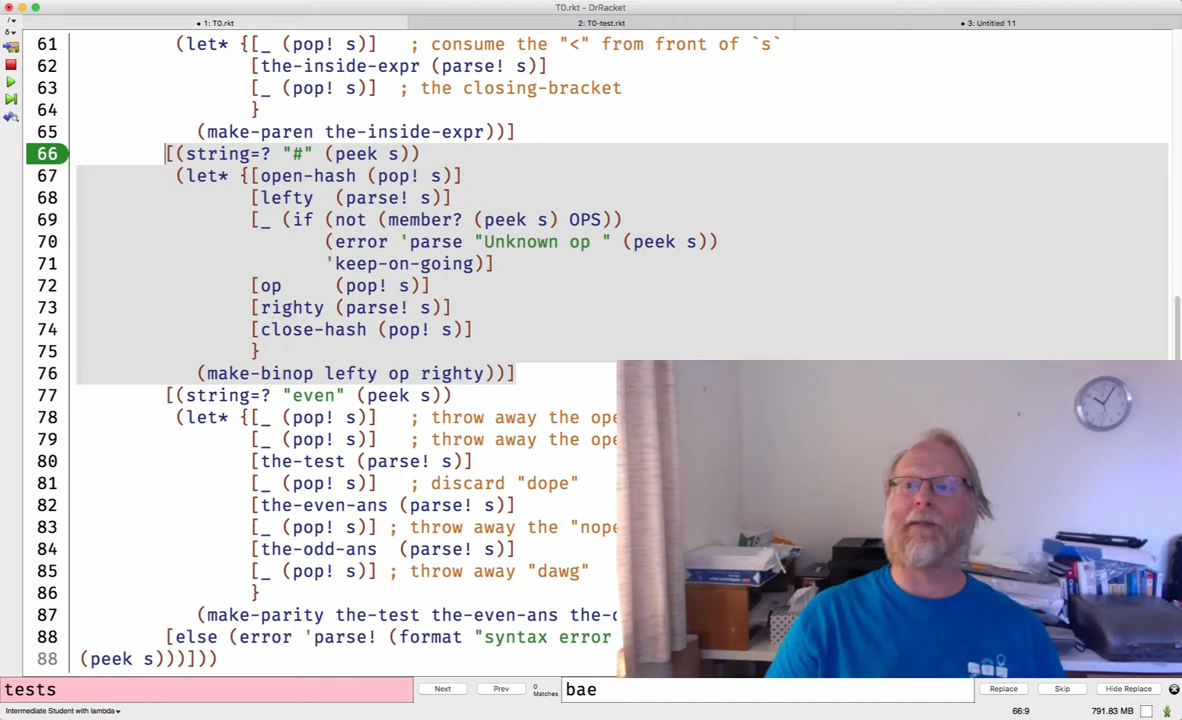 T0.rkt - DrRacket
1: T0.rkt
2: T0-test.rkt
3: Untitled 11
61 (let* {[_ (pop! s)] ; consume the "<" from front of `s`
62 [the-inside-expr (parse! s)]
63 [_ (pop! s)] ; the closing-bracket
64 }
65 (make-paren the-inside-expr))]
66 [(string=? "#" (peek s))
67 (let* {[open-hash (pop! s)]
68 [lefty (parse! s)]
69 [_ (if (not (member? (peek s) OPS))
70 (error 'parse "Unknown op " (peek s))
71 'keep-on-going)]
72 [op (pop! s)]
73 [righty (parse! s)]
74 [close-hash (pop! s)]
75 }
76 (make-binop lefty op righty))]
77 [(string=? "even" (peek s))
78 (let* {[_ (pop! s)] ; throw away the ope
79 [_ (pop! s)] ; throw away the ope
80 [the-test (parse! s)]
81 [_ (pop! s)] ; discard "dope"
82 [the-even-ans (parse! s)]
83 [_ (pop! s)] ; throw away the "nope
84 [the-odd-ans (parse! s)]
85 [_ (pop! s)] ; throw away "dawg"
86 }
87 (make-parity the-test the-even-ans the-o
88 [else (error 'parse! (format "syntax error
88 (peek s)))]))
tests Next Prev 0 Matches bae Replace Skip Hide Replace
Intermediate Student with lambda 66:9 791.83 MB